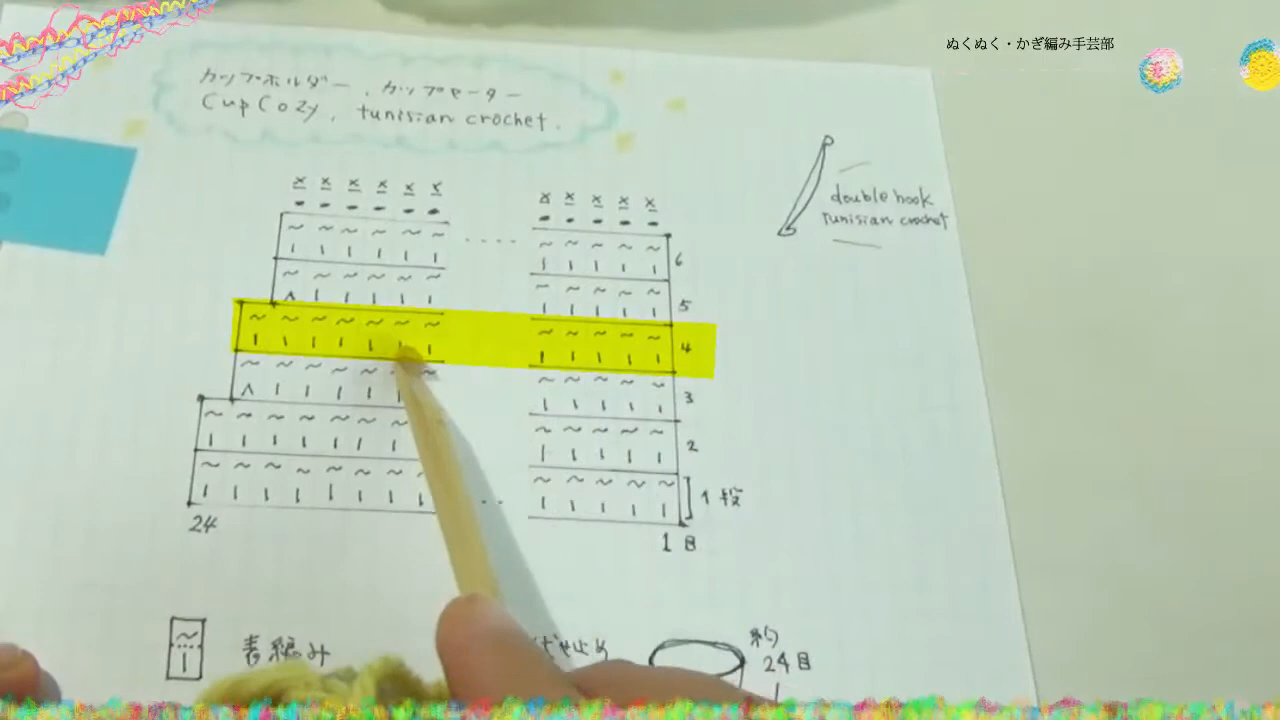 ぬくぬく・かぎ編み手芸部
カップホルダー、カップセーター
Cup Cozy, tunisian crochet.
double hook
tunisian crochet
6
5
4
3
2
1段
24
1目
表編み
約
24目